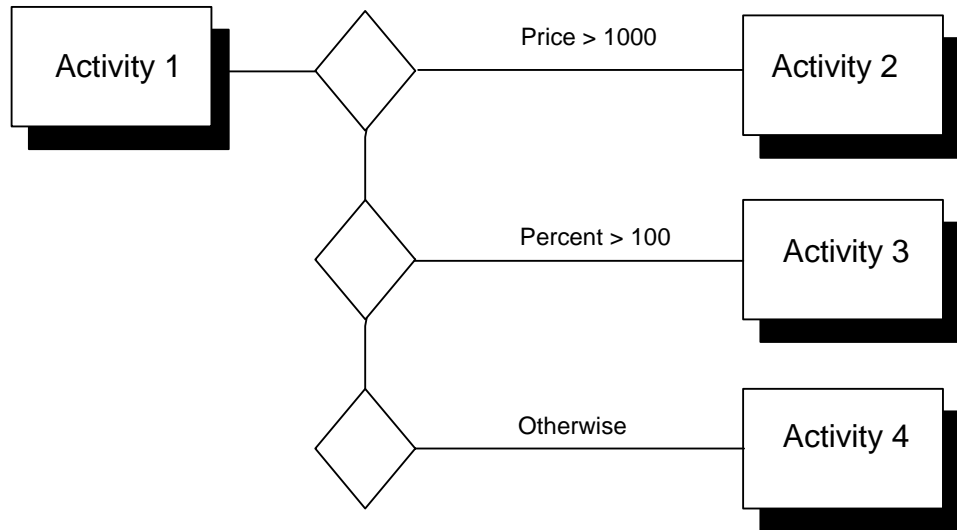 Activity 1
Price > 1000
Activity 2
Percent > 100
Activity 3
Otherwise
Activity 4